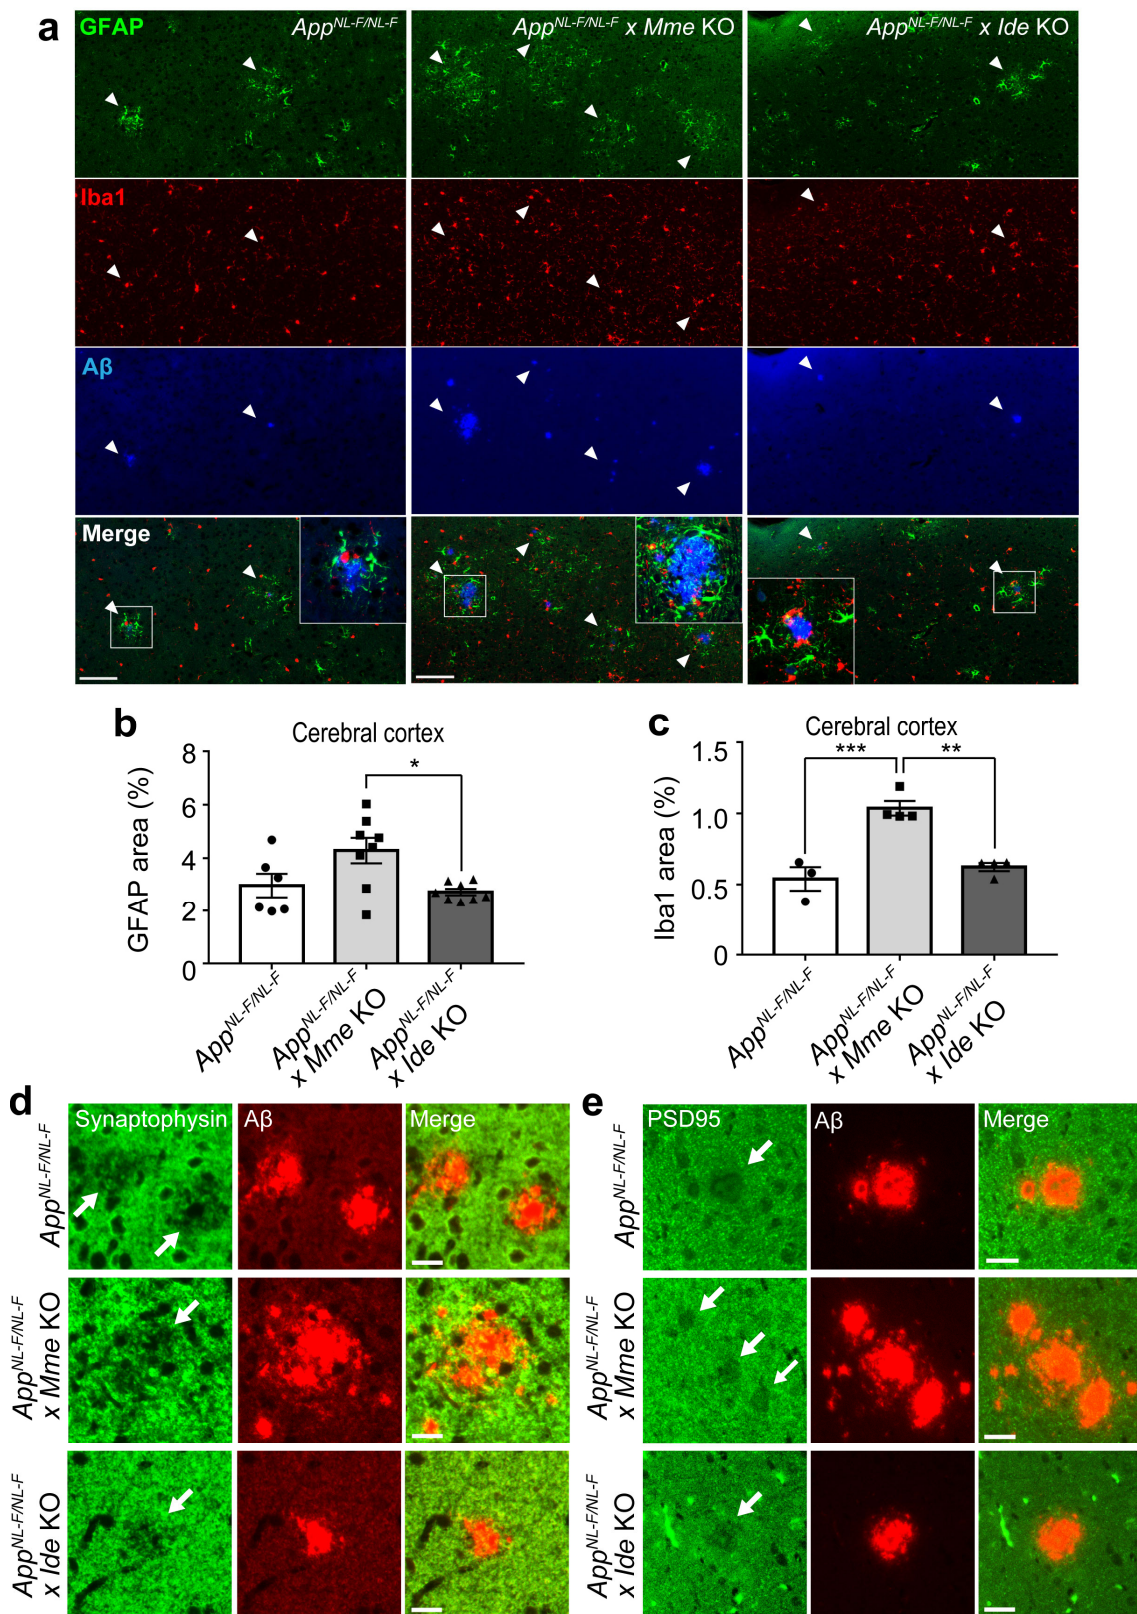 a
GFAP
App^NL-F/NL-F
App^NL-F/NL-F x Mme KO
App^NL-F/NL-F x Ide KO
Iba1
Aβ
Merge
b
Cerebral cortex
GFAP area (%)
8
6
4
2
0
*
App^NL-F/NL-F
App^NL-F/NL-F
x Mme KO
App^NL-F/NL-F
x Ide KO
c
Cerebral cortex
Iba1 area (%)
1.5
1.0
0.5
0
***
**
App^NL-F/NL-F
App^NL-F/NL-F
x Mme KO
App^NL-F/NL-F
x Ide KO
d
Synaptophysin
Aβ
Merge
App^NL-F/NL-F
App^NL-F/NL-F
x Mme KO
App^NL-F/NL-F
x Ide KO
e
PSD95
Aβ
Merge
App^NL-F/NL-F
App^NL-F/NL-F
x Mme KO
App^NL-F/NL-F
x Ide KO